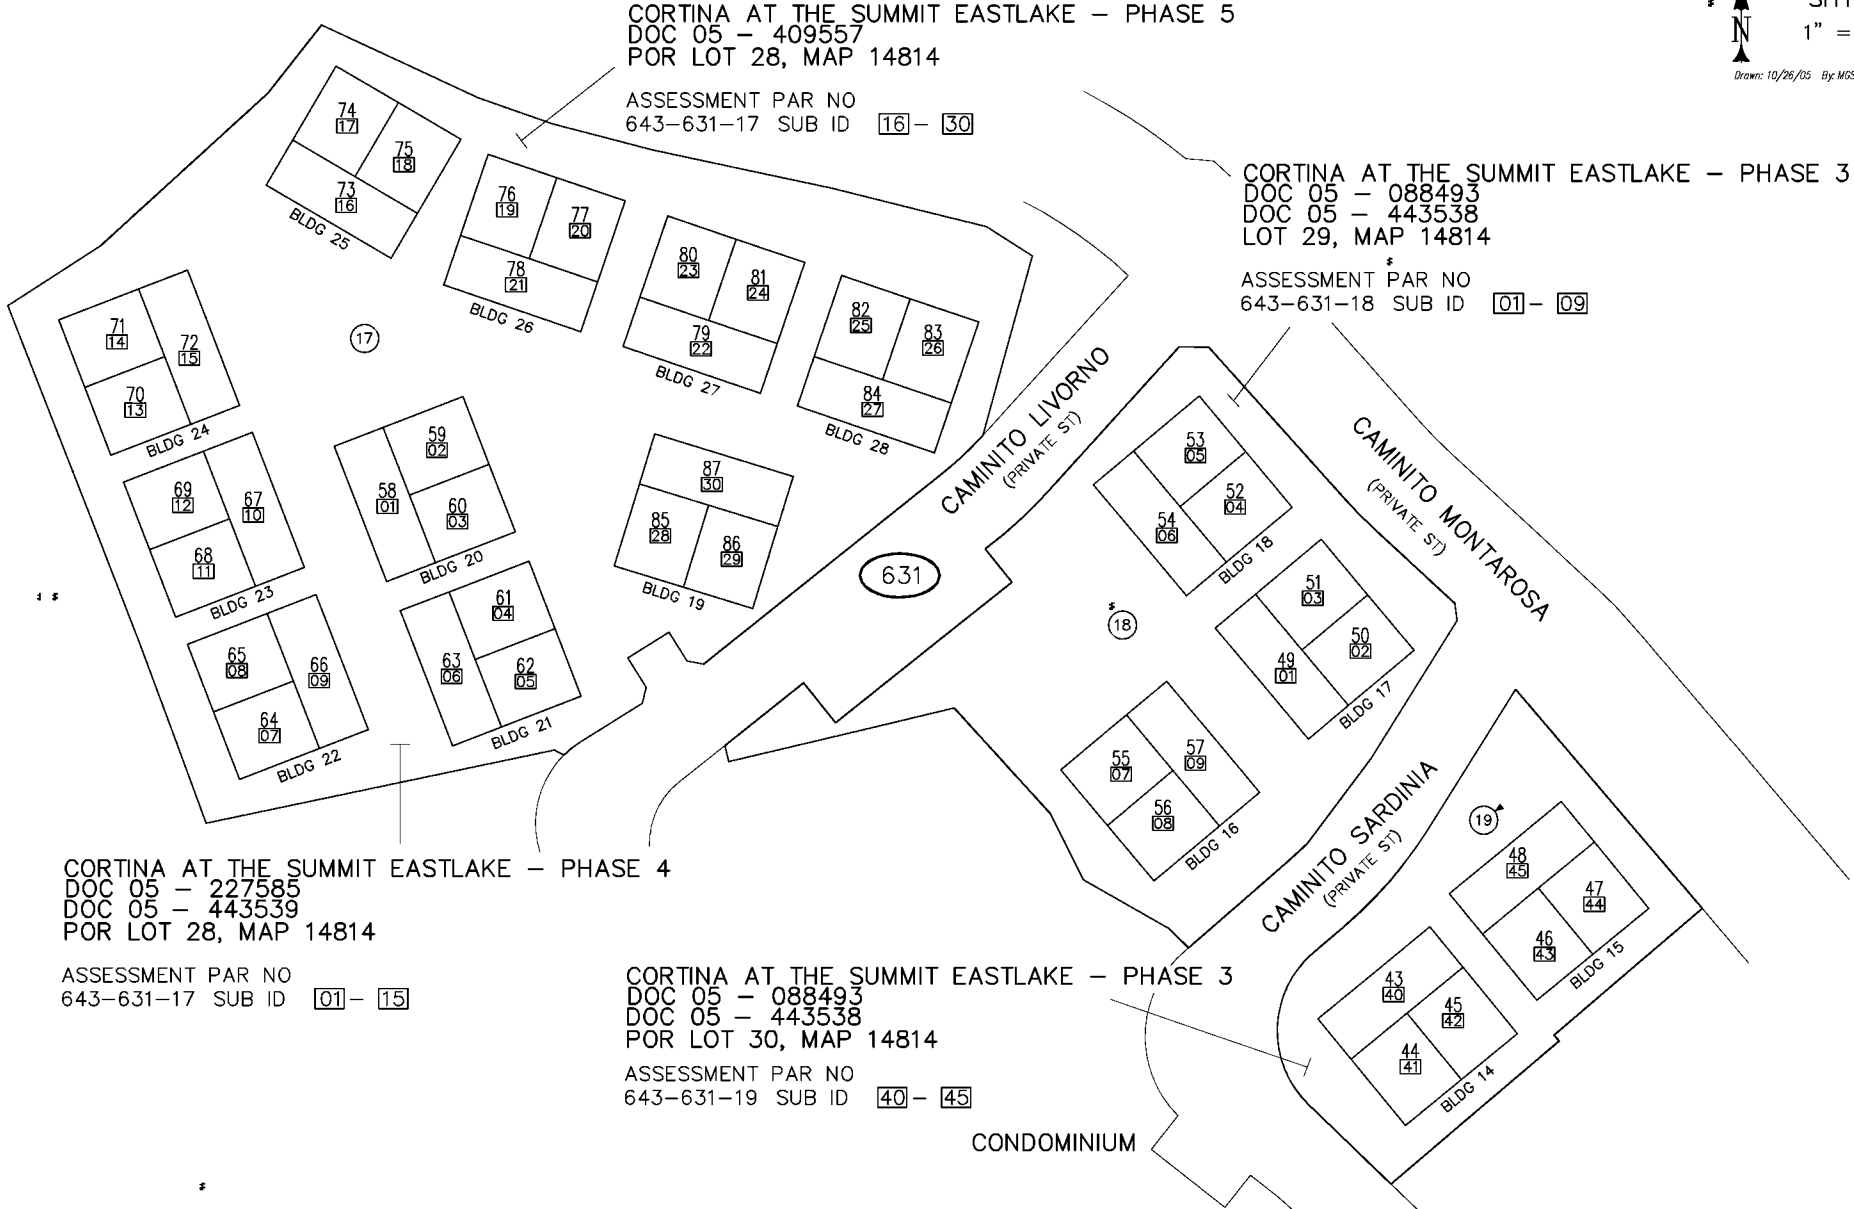 CORTINA AT THE SUMMIT EASTLAKE – PHASE 5
DOC 05 – 409557
POR LOT 28, MAP 14814
ASSESSMENT PAR NO
643–631–17 SUB ID 16 – 30
N
1" =
Drawn: 10/26/05 By: MGS
CORTINA AT THE SUMMIT EASTLAKE – PHASE 3
DOC 05 – 088493
DOC 05 – 443538
LOT 29, MAP 14814
ASSESSMENT PAR NO
643–631–18 SUB ID 01 – 09
74
17
75
18
73
16
BLDG 25
76
19
77
20
78
21
BLDG 26
80
23
81
24
79
22
BLDG 27
82
25
83
26
84
27
BLDG 28
71
14
72
15
70
13
BLDG 24
17
69
12
67
10
68
11
BLDG 23
59
02
58
01
60
03
BLDG 20
87
30
85
28
86
29
BLDG 19
65
08
66
09
64
07
BLDG 22
61
04
63
06
62
05
BLDG 21
CAMINITO LIVORNO
(PRIVATE ST)
631
53
05
52
04
54
06
BLDG 18
CAMINITO MONTAROSA
(PRIVATE ST)
18
51
03
50
02
49
01
BLDG 17
55
07
57
09
56
08
BLDG 16
CAMINITO SARDINIA
(PRIVATE ST)
19
48
45
47
44
46
43
BLDG 15
43
40
45
42
44
41
BLDG 14
CORTINA AT THE SUMMIT EASTLAKE – PHASE 4
DOC 05 – 227585
DOC 05 – 443539
POR LOT 28, MAP 14814
ASSESSMENT PAR NO
643–631–17 SUB ID 01 – 15
CORTINA AT THE SUMMIT EASTLAKE – PHASE 3
DOC 05 – 088493
DOC 05 – 443538
POR LOT 30, MAP 14814
ASSESSMENT PAR NO
643–631–19 SUB ID 40 – 45
CONDOMINIUM